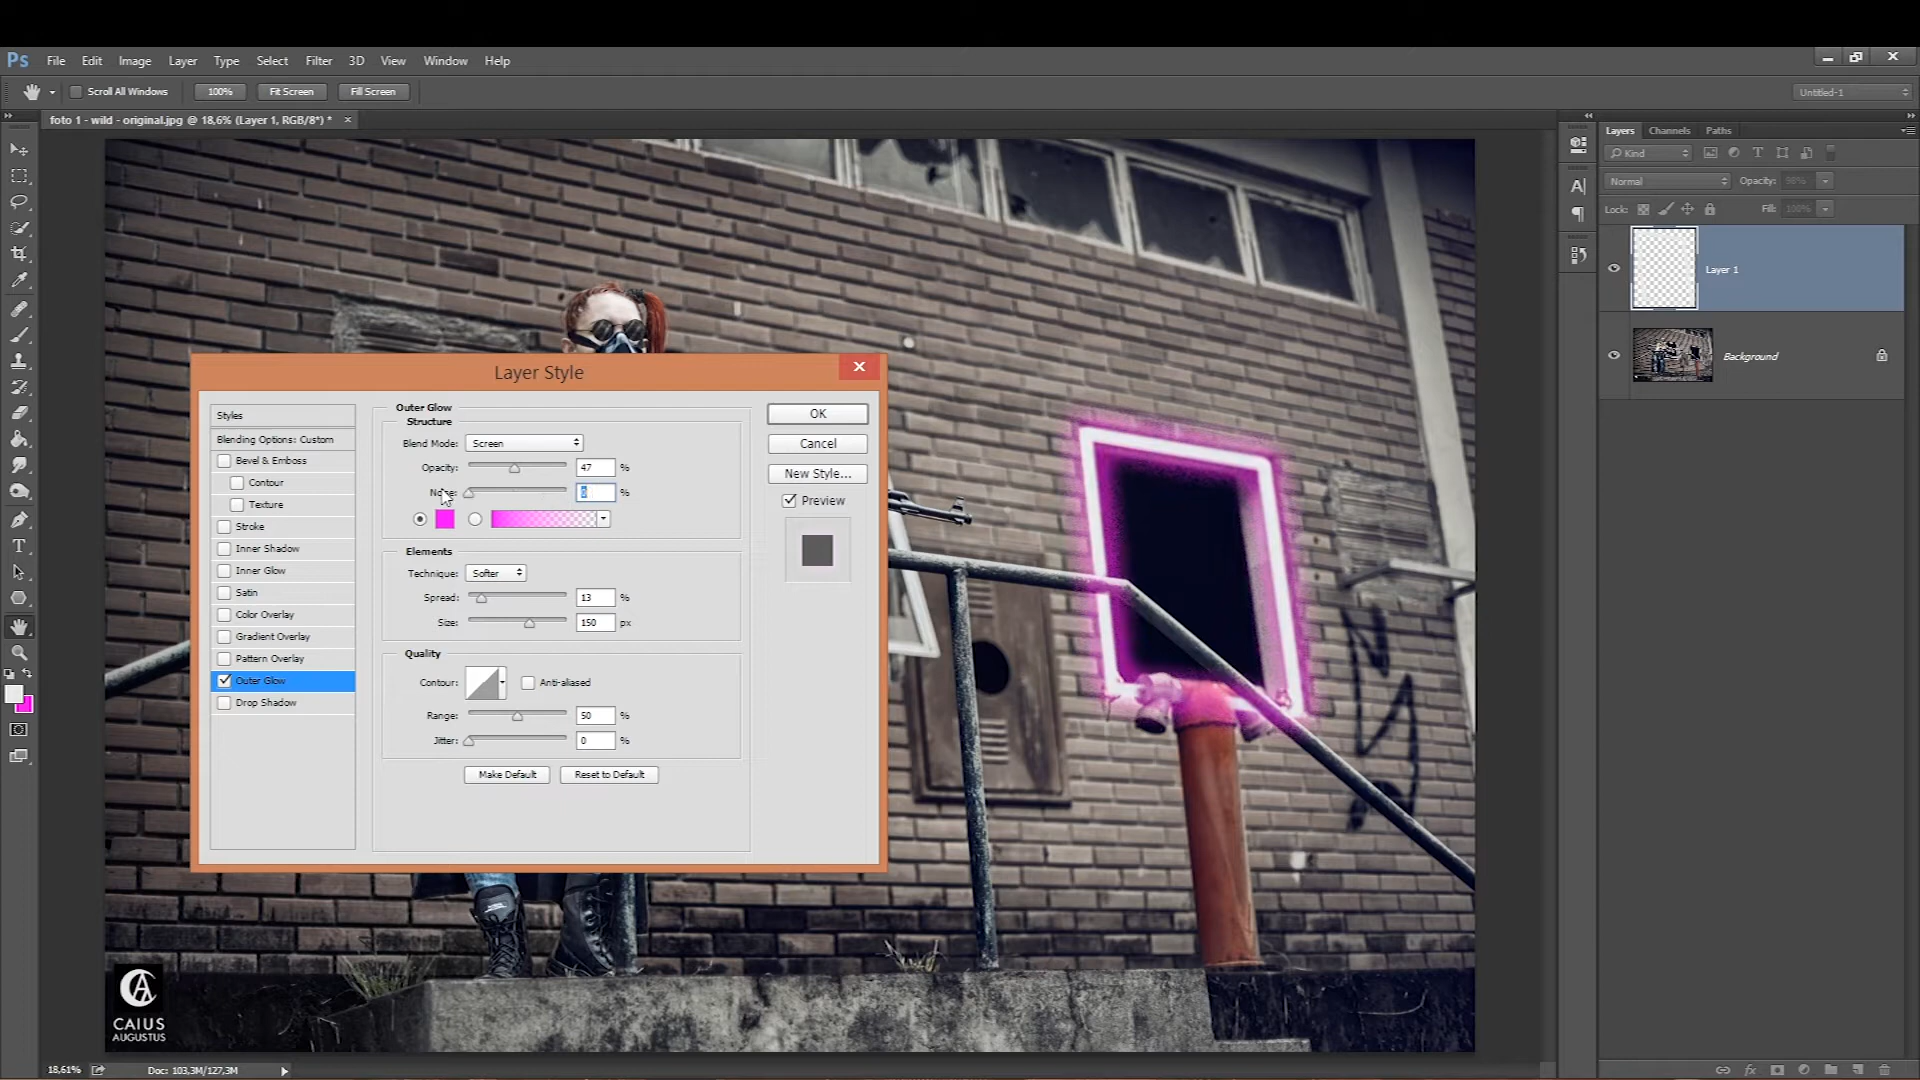 Ps File Edit Image Layer Type Select Filter 3D View Window Help
Scroll All Windows 100% Fit Screen Fill Screen Untitled-1
foto 1 - wild - original.jpg @ 18,6% (Layer 1, RGB/8*) * ×
Layers Channels Paths
Kind
Normal Opacity: 98%
Lock: Fill: 100%
Layer 1
Background
Layer Style
Styles
Blending Options: Custom
Bevel & Emboss
Contour
Texture
Stroke
Inner Shadow
Inner Glow
Satin
Color Overlay
Gradient Overlay
Pattern Overlay
Outer Glow
Drop Shadow
Outer Glow
Structure
Blend Mode: Screen
Opacity: 47 %
Noise: 0 %
Elements
Technique: Softer
Spread: 13 %
Size: 150 px
Quality
Contour: Anti-aliased
Range: 50 %
Jitter: 0 %
Make Default Reset to Default
OK
Cancel
New Style...
Preview
CAIUS
AUGUSTUS
18,61% Doc: 103,3M/127,3M